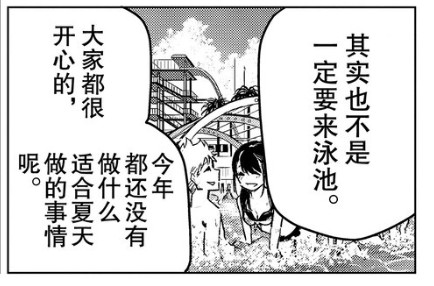 其实也不是
一定要来泳池。
大家都很
开心的，
今年
都还没有
做什么
适合夏天
做的事情
呢。